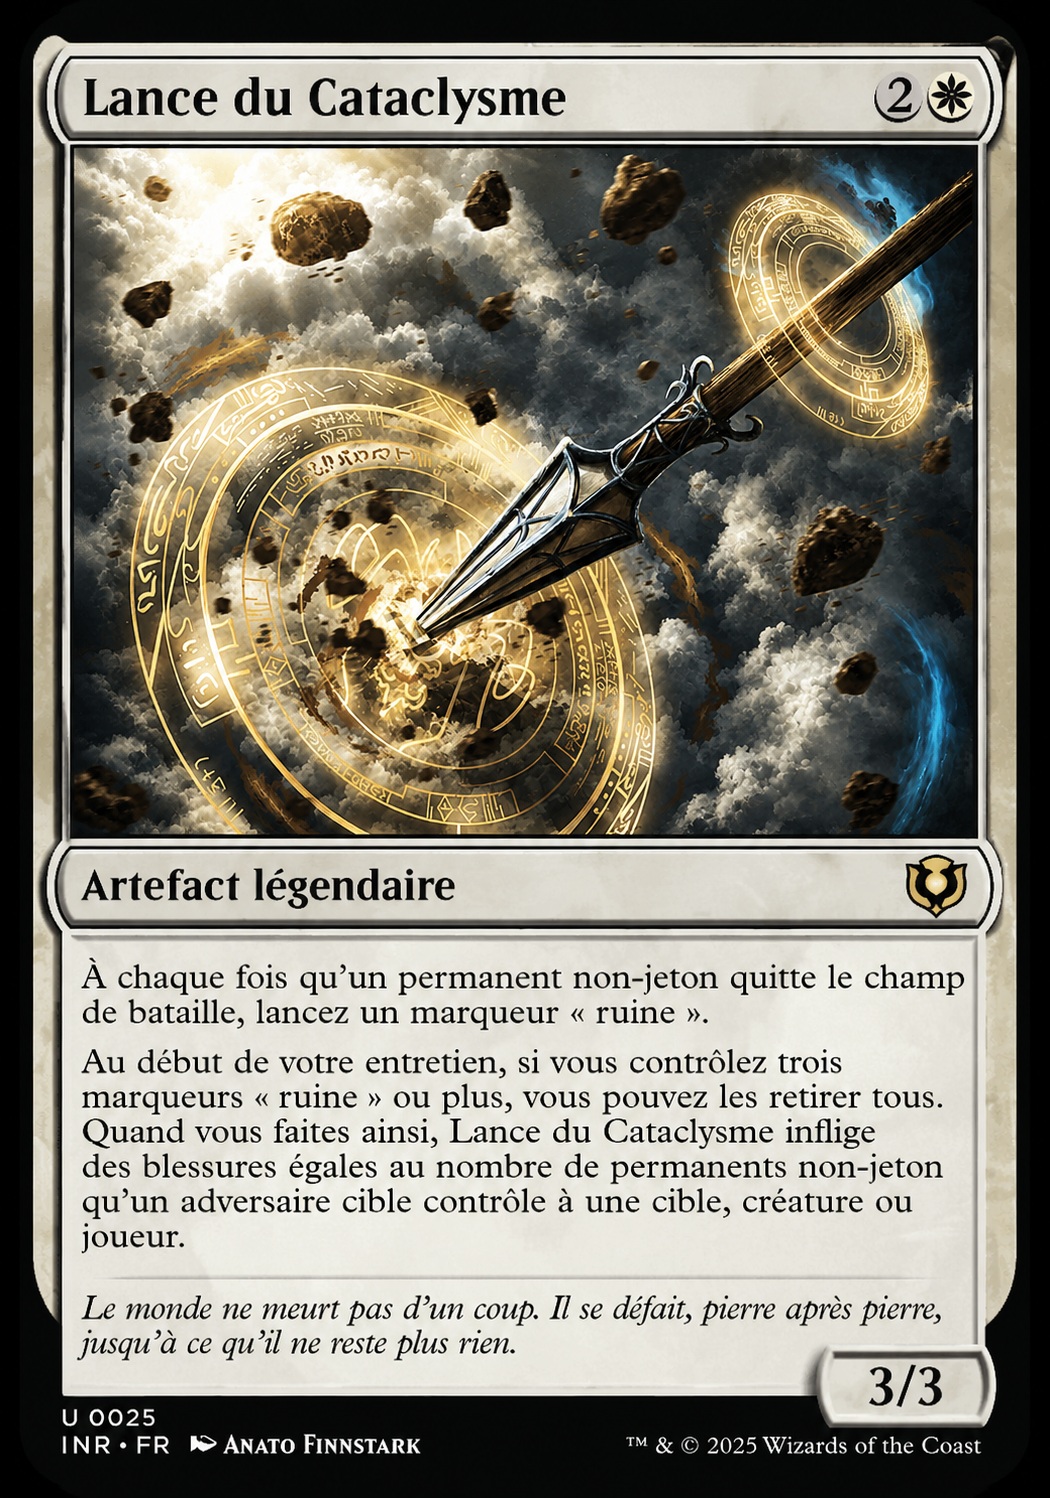 Lance du Cataclysme
2
Artefact légendaire
À chaque fois qu'un permanent non-jeton quitte le champ
de bataille, lancez un marqueur « ruine ».
Au début de votre entretien, si vous contrôlez trois
marqueurs « ruine » ou plus, vous pouvez les retirer tous.
Quand vous faites ainsi, Lance du Cataclysme inflige
des blessures égales au nombre de permanents non-jeton
qu'un adversaire cible contrôle à une cible, créature ou
joueur.
Le monde ne meurt pas d'un coup. Il se défait, pierre après pierre,
jusqu'à ce qu'il ne reste plus rien.
3/3
U 0025
INR • FR Anato Finnstark
™ & © 2025 Wizards of the Coast